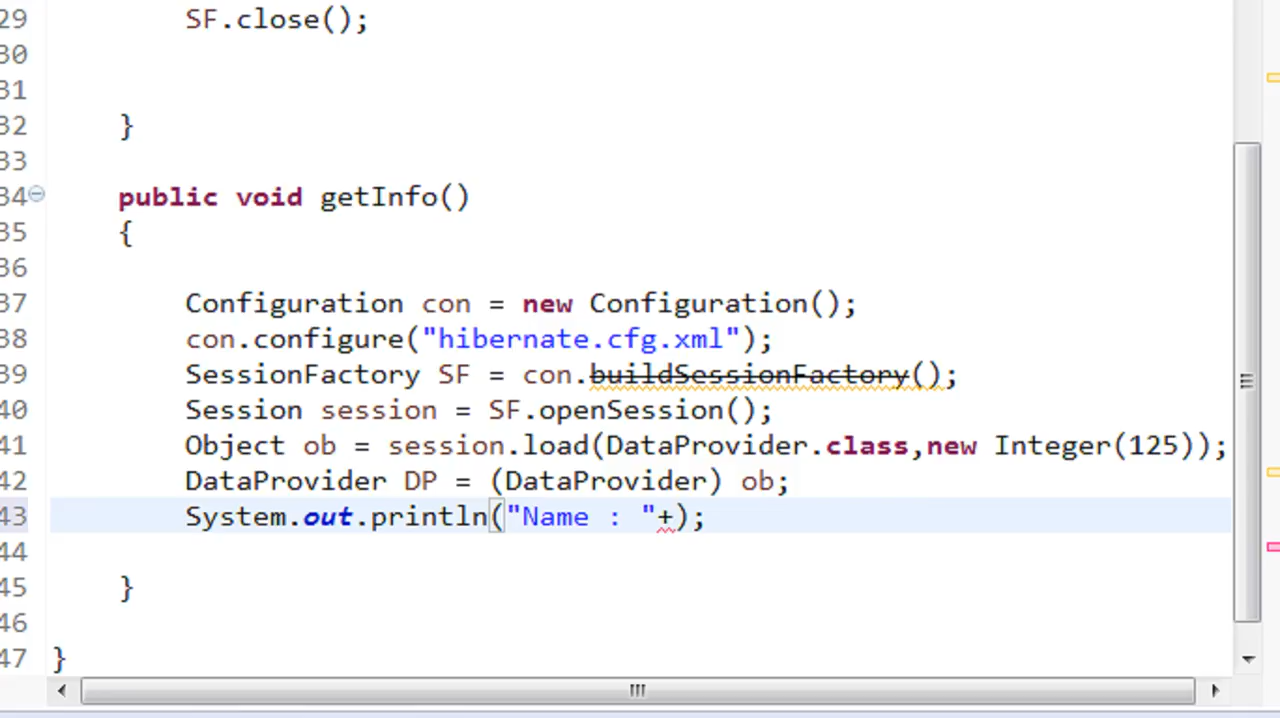 29 SF.close();
30
31
32 }
33
34 public void getInfo()
35 {
36
37 Configuration con = new Configuration();
38 con.configure("hibernate.cfg.xml");
39 SessionFactory SF = con.buildSessionFactory();
40 Session session = SF.openSession();
41 Object ob = session.load(DataProvider.class,new Integer(125));
42 DataProvider DP = (DataProvider) ob;
43 System.out.println("Name : "+);
44
45 }
46
47 }